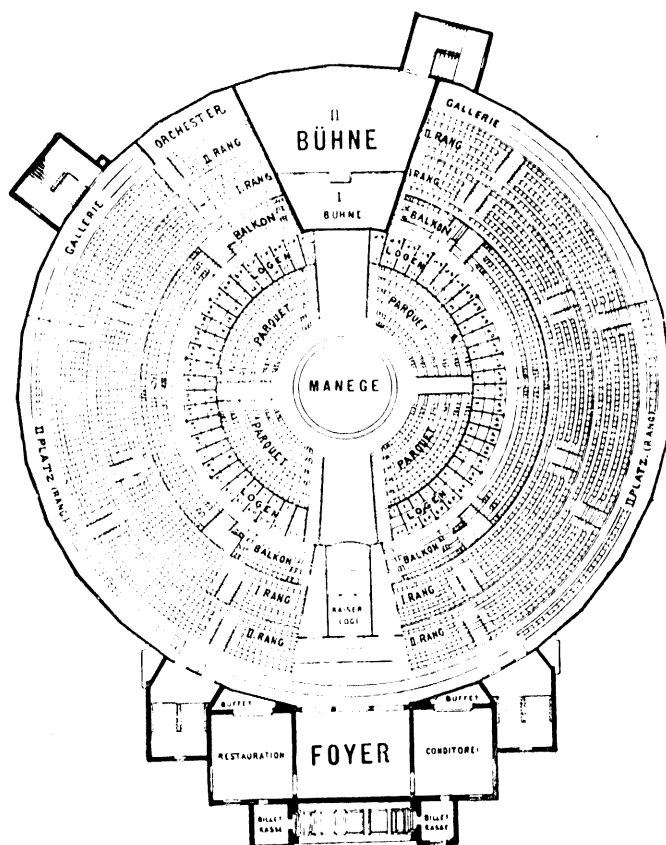 GALLERIE
ORCHESTER
II
BÜHNE
I
BÜHNE
II RANG
I RANG
BALKON
LOGEN
PARQUET
GALLERIE
II RANG
I RANG
BALKON
LOGEN
PARQUET
MANEGE
PARQUET
LOGEN
BALKON
I RANG
II RANG
PARQUET
LOGEN
BALKON
I RANG
II RANG
II PLATZ (RANG)
II PLATZ (RANG)
KAISER
LOGE
BUFFET
BUFFET
RESTAURATION
FOYER
CONDITOREI
BILLET
KASSE
BILLET
KASSE